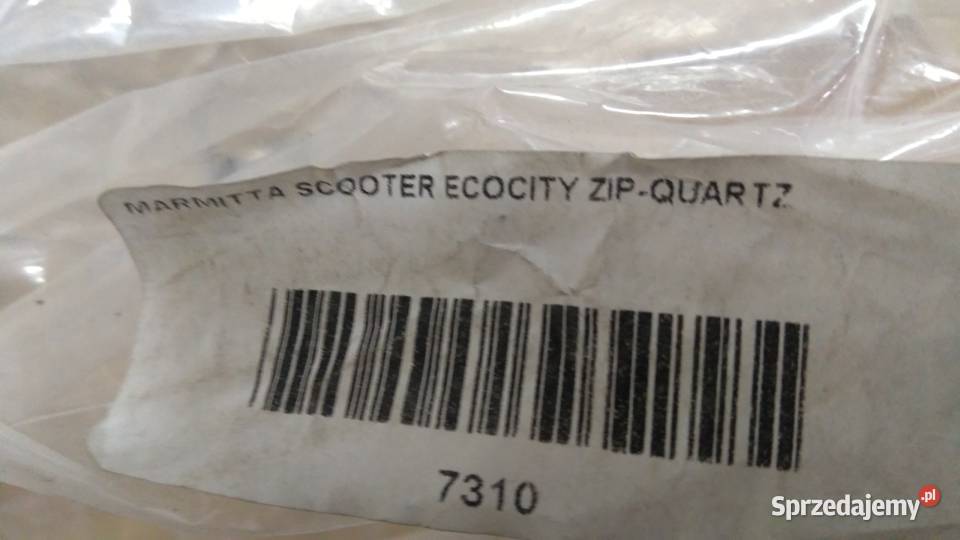 MARMITTA SCOOTER ECOCITY ZIP-QUARTZ
7310
Sprzedajemy.pl